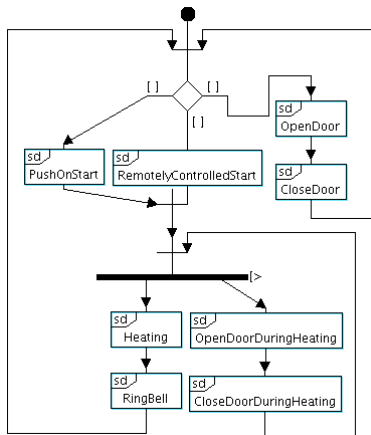 [ ]
[ ]
[ ]
sd
OpenDoor
sd
PushOnStart
sd
RemotelyControlledStart
sd
CloseDoor
[>
sd
Heating
sd
OpenDoorDuringHeating
sd
RingBell
sd
CloseDoorDuringHeating